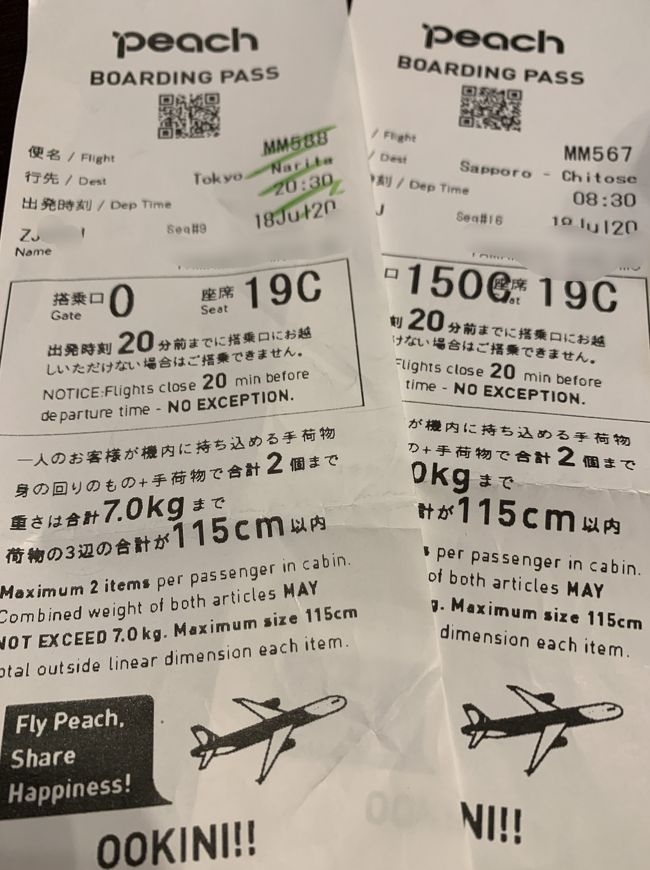 peach
BOARDING PASS
便名 / Flight MM588
行先 / Dest Tokyo - Narita
出発時刻 / Dep Time 20:30
Seq#9 18Jul20
Name
搭乗口 Gate 0 座席 Seat 19C
出発時刻 20 分前までに搭乗口にお越
しいただけない場合はご搭乗できません。
NOTICE:Flights close 20 min before
departure time - NO EXCEPTION.
一人のお客様が機内に持ち込める手荷物
身の回りのもの+手荷物で合計 2 個まで
重さは合計 7.0kg まで
荷物の3辺の合計が 115cm 以内
Maximum 2 items per passenger in cabin.
Combined weight of both articles MAY
NOT EXCEED 7.0 kg. Maximum size 115cm
otal outside linear dimension each item.
Fly Peach,
Share
Happiness!
OOKINI!!
peach
BOARDING PASS
/ Flight MM567
/ Dest Sapporo - Chitose
刻 / Dep Time 08:30
Seq#16 18Jul20
口 150C 座席 19C
刻 20 分前までに搭乗口にお越
けない場合はご搭乗できません。
Flights close 20 min before
time - NO EXCEPTION.
が機内に持ち込める手荷物
の+手荷物で合計 2 個まで
0kg まで
計が 115cm 以内
per passenger in cabin.
of both articles MAY
g. Maximum size 115cm
dimension each item.
NI!!